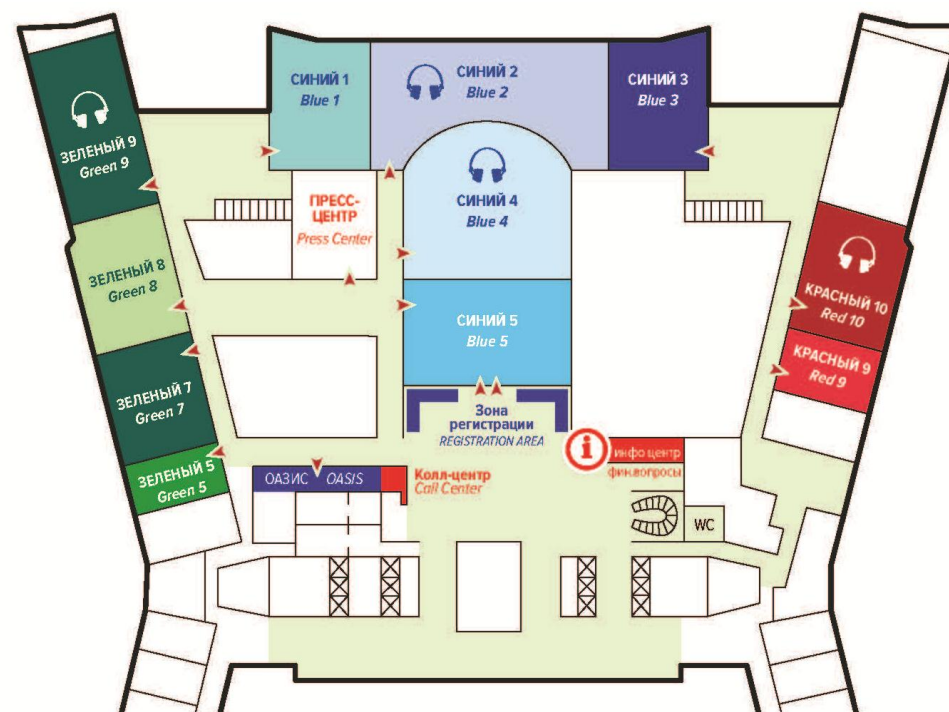 СИНИЙ 1
Blue 1
СИНИЙ 2
Blue 2
СИНИЙ 3
Blue 3
ЗЕЛЕНЫЙ 9
Green 9
ПРЕСС-
ЦЕНТР
Press Center
СИНИЙ 4
Blue 4
ЗЕЛЕНЫЙ 8
Green 8
КРАСНЫЙ 10
Red 10
СИНИЙ 5
Blue 5
КРАСНЫЙ 9
Red 9
ЗЕЛЕНЫЙ 7
Green 7
Зона
регистрации
REGISTRATION AREA
i
инфо центр
фин.вопросы
ЗЕЛЕНЫЙ 5
Green 5
ОАЗИС OASIS
Колл-центр
Call Center
WC